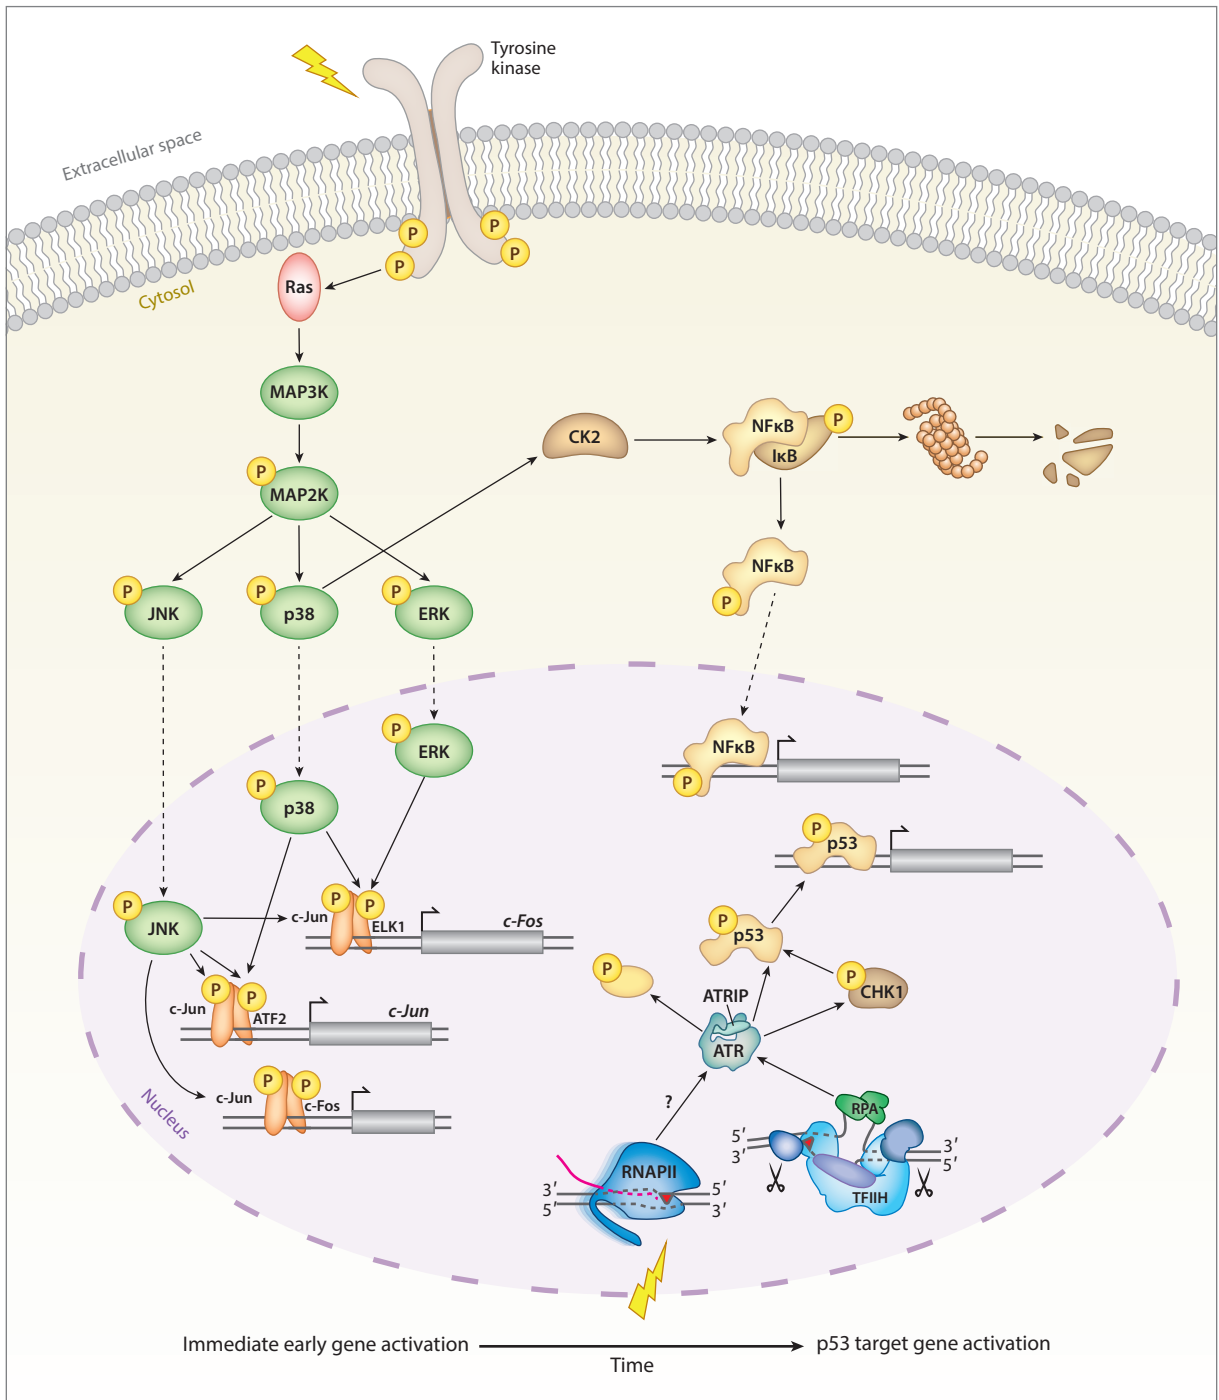 Tyrosine
kinase
Extracellular space
P
P
P
P
Ras
Cytosol
MAP3K
CK2
NFκB
P
IκB
P
MAP2K
P
JNK
P
p38
P
ERK
NFκB
P
P
ERK
NFκB
P
P
p38
P
p53
P
JNK
c-Jun
P
P
ELK1
c-Fos
P
p53
P
P
CHK1
ATRIP
ATR
c-Jun
P
P
ATF2
c-Jun
c-Jun
P
P
c-Fos
Nucleus
?
RPA
5′
3′
3′
5′
TFIIH
RNAPII
3′
5′
5′
3′
Immediate early gene activation
Time
p53 target gene activation